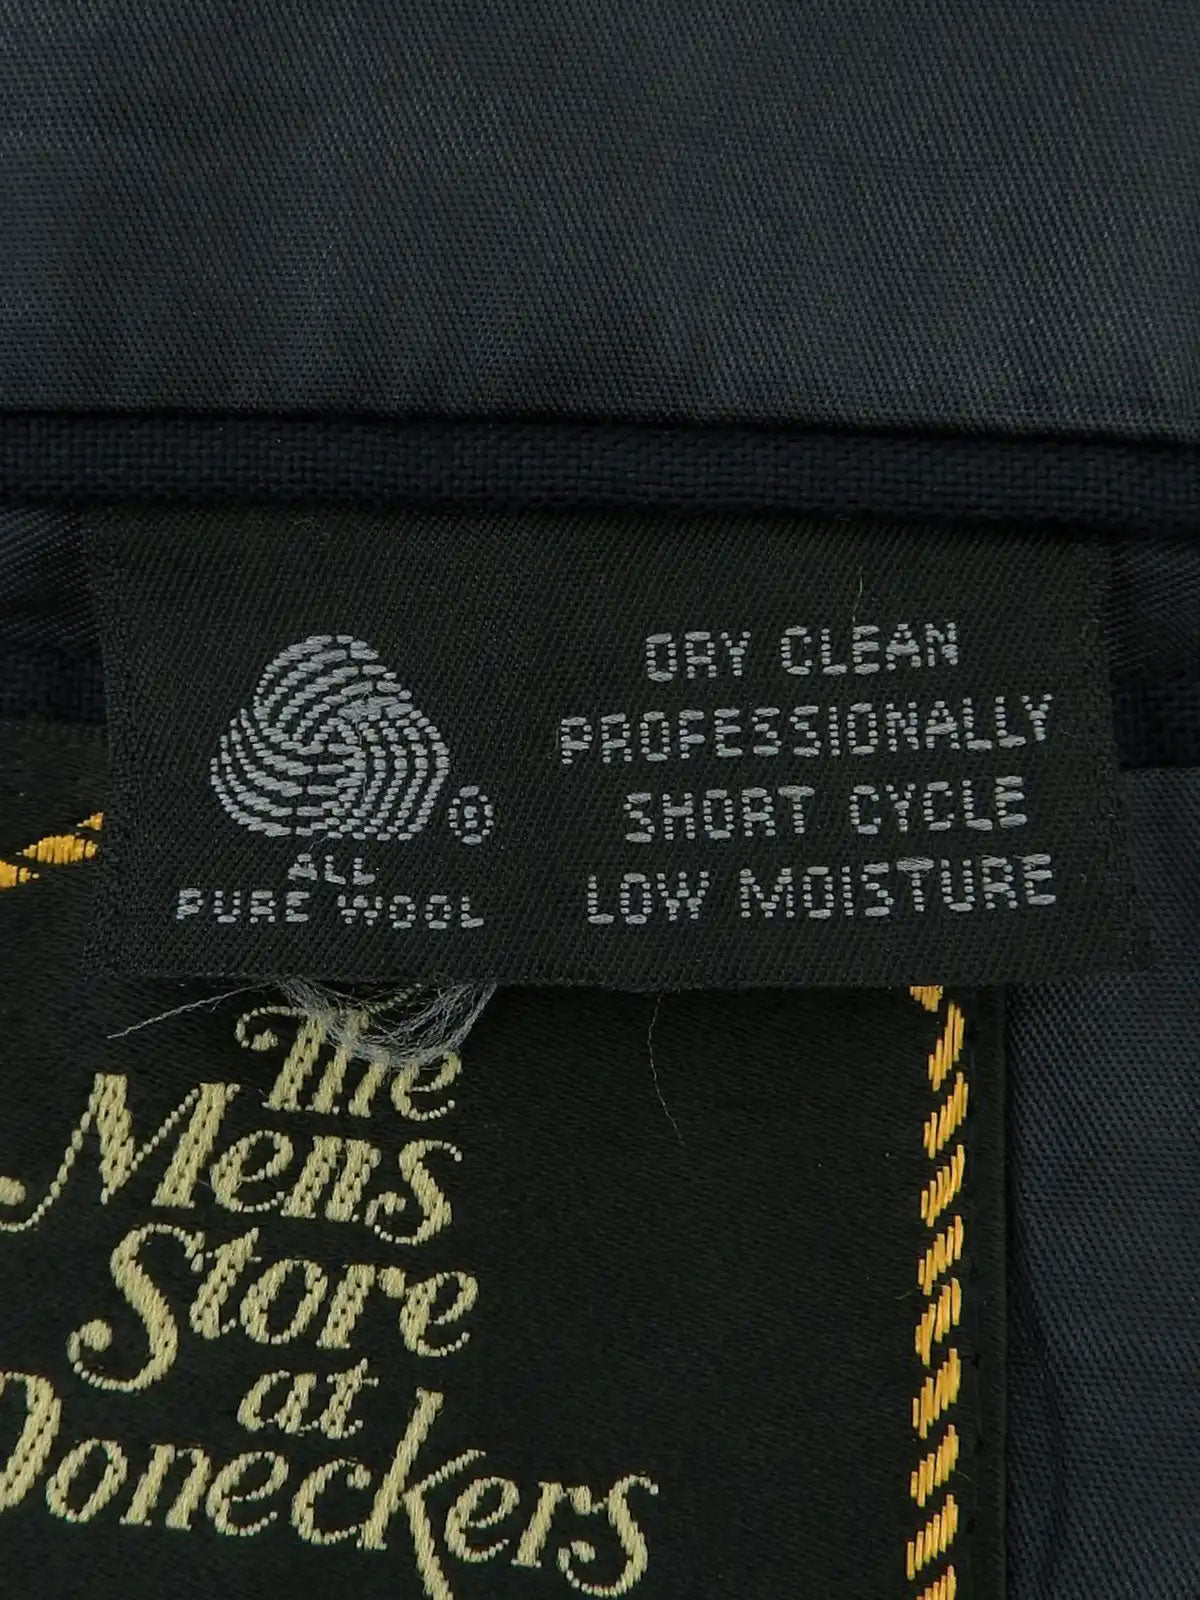 DRY CLEAN
PROFESSIONALLY
SHORT CYCLE
LOW MOISTURE
®
ALL
PURE WOOL
The
Mens
Store
at
Doneckers